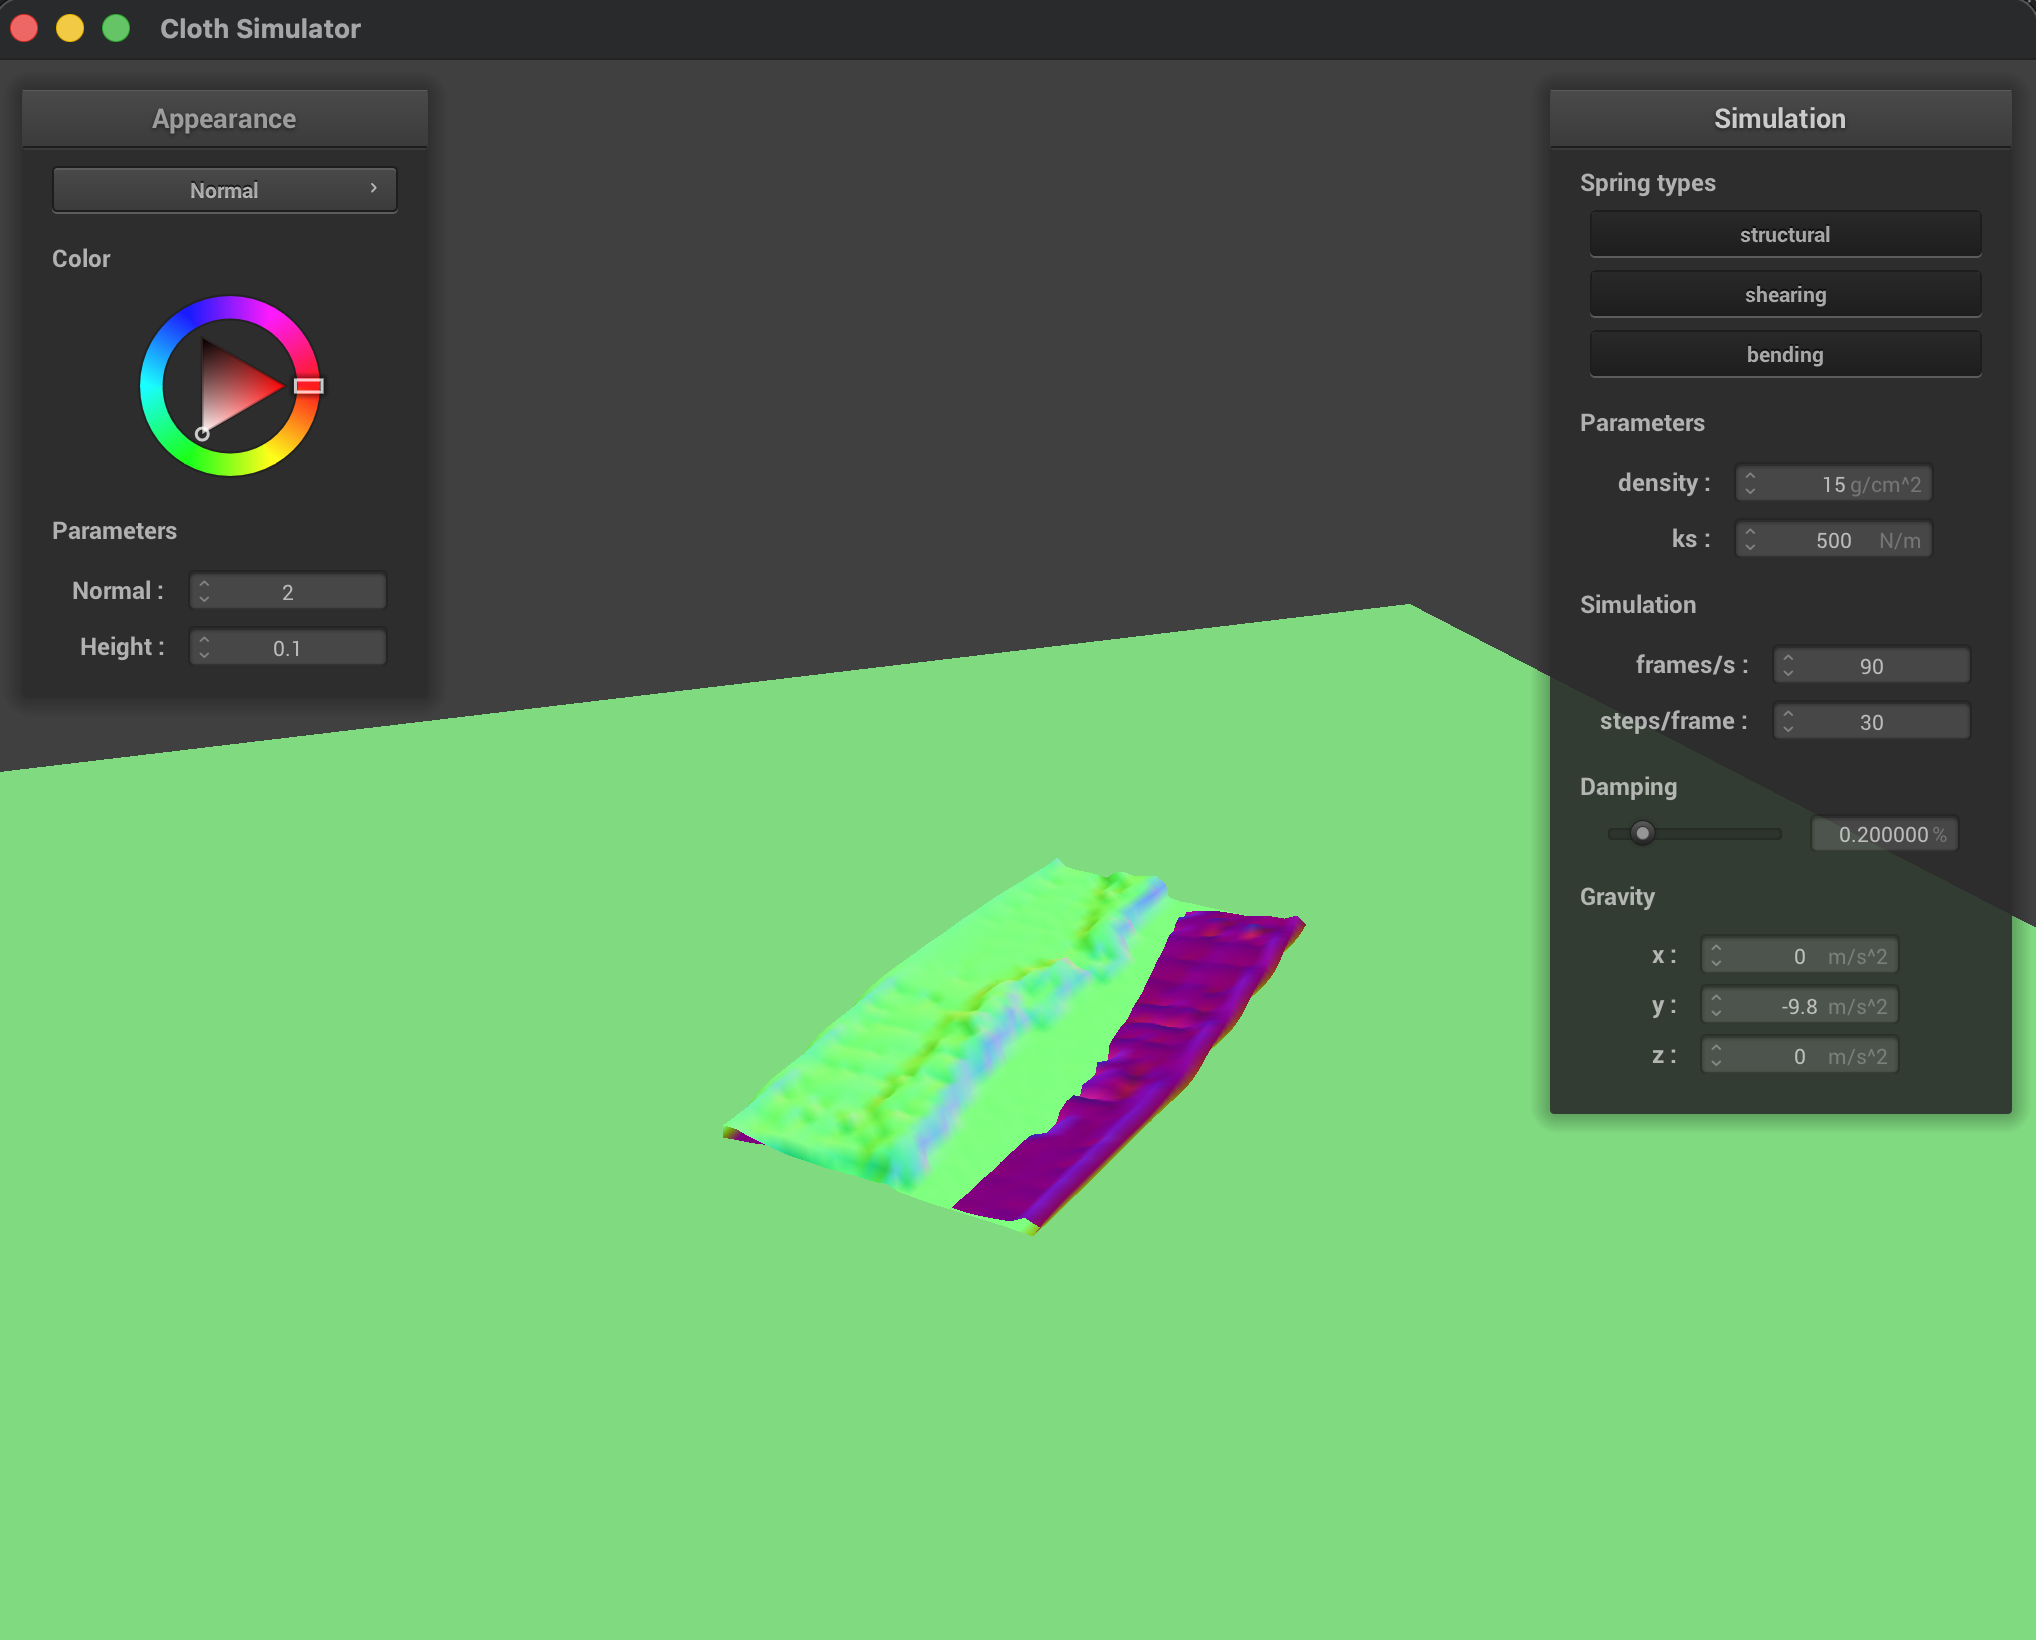 Cloth Simulator
Appearance
Normal
Color
Parameters
Normal : 2
Height : 0.1
Simulation
Spring types
structural
shearing
bending
Parameters
density : 15 g/cm^2
ks : 500 N/m
Simulation
frames/s : 90
steps/frame : 30
Damping
0.200000 %
Gravity
x : 0 m/s^2
y : -9.8 m/s^2
z : 0 m/s^2